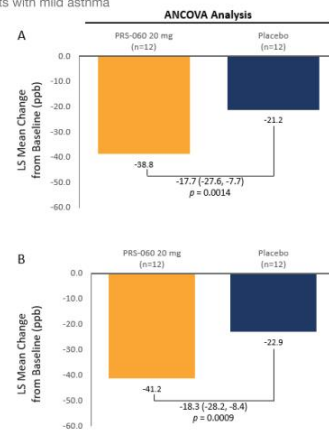 ts with mild asthma
ANCOVA Analysis
A
PRS-060 20 mg
(n=12)
Placebo
(n=12)
LS Mean Change
from Baseline (ppb)
0.0
-10.0
-20.0
-30.0
-40.0
-50.0
-60.0
-38.8
-21.2
-17.7 (-27.6, -7.7)
p = 0.0014
B
PRS-060 20 mg
(n=12)
Placebo
(n=12)
LS Mean Change
from Baseline (ppb)
0.0
-10.0
-20.0
-30.0
-40.0
-50.0
-60.0
-41.2
-22.9
-18.3 (-28.2, -8.4)
p = 0.0009